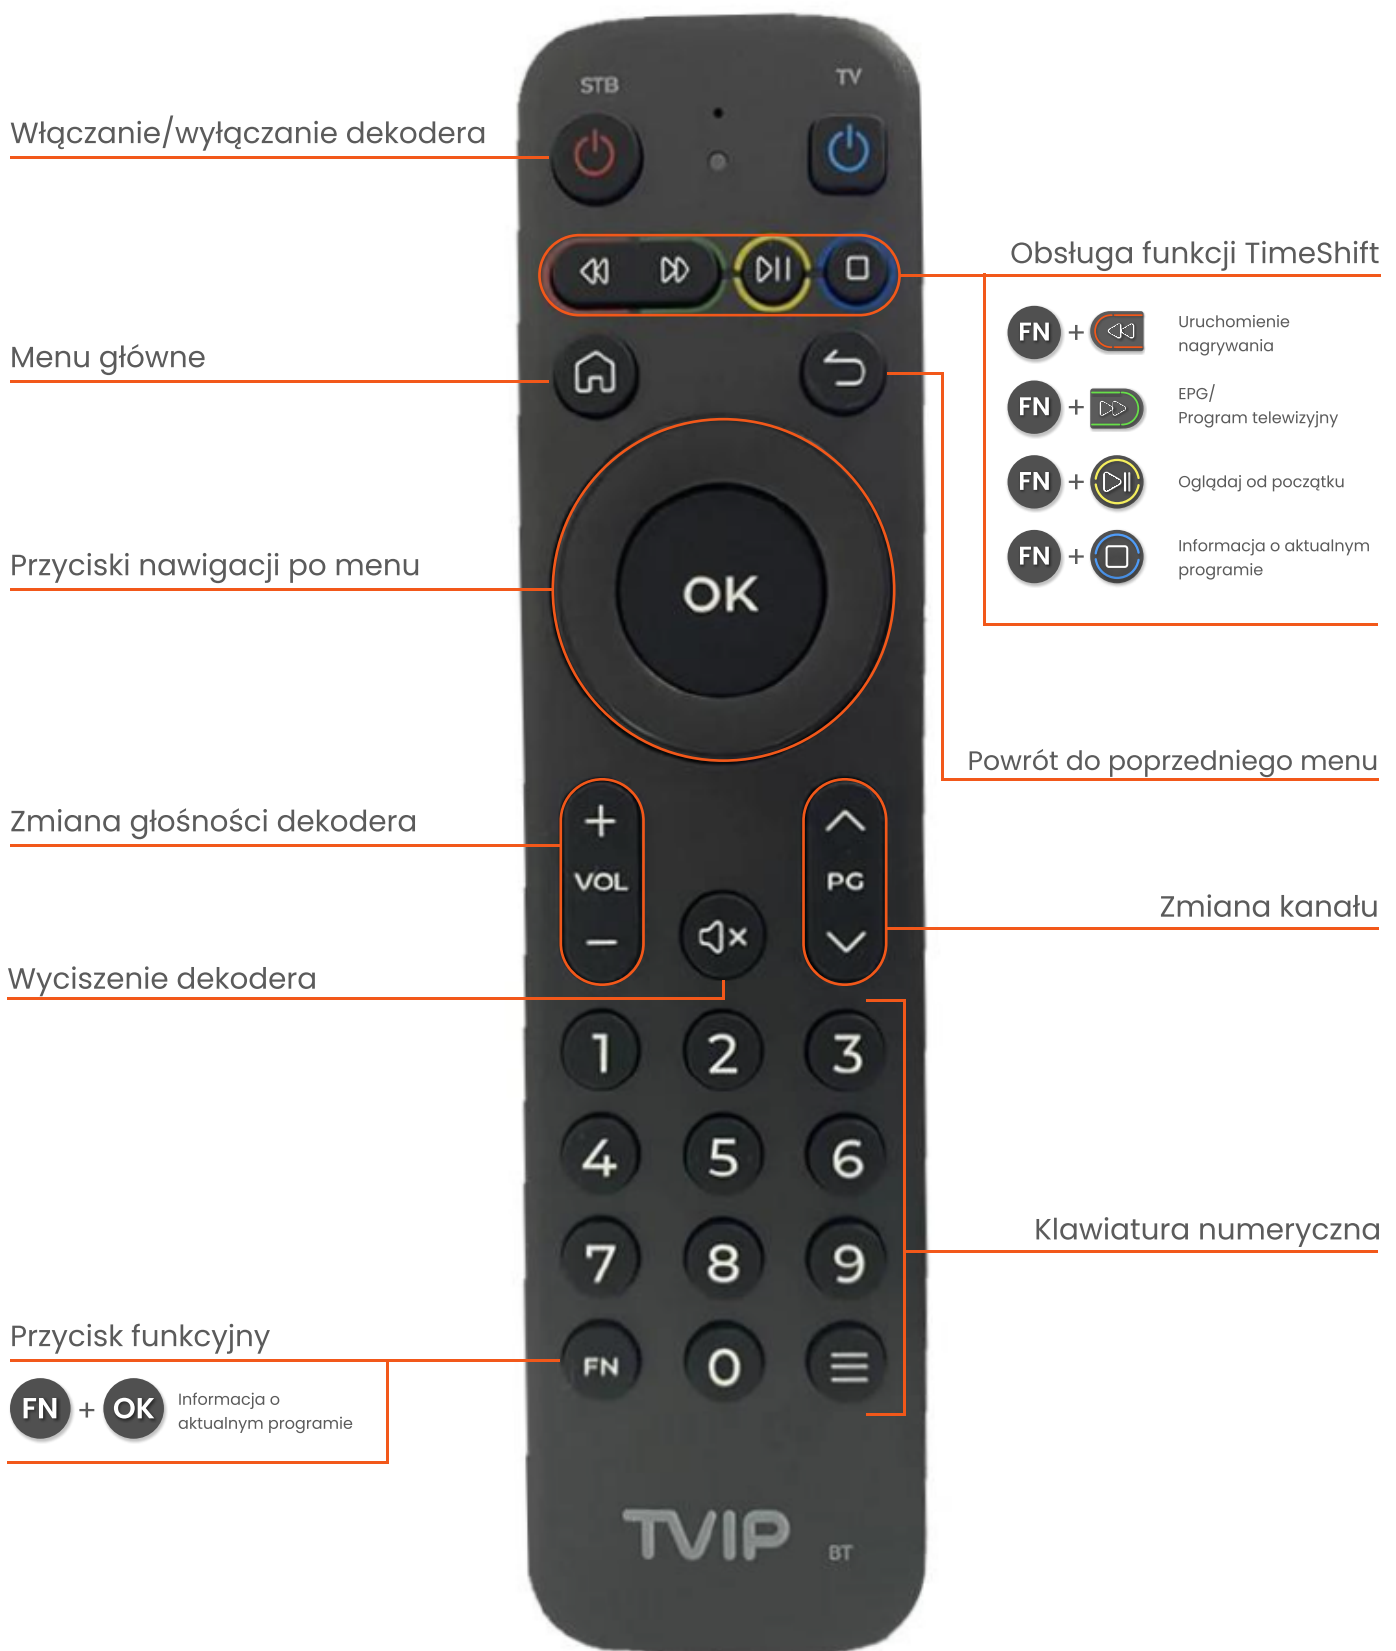 STB
TV
Włączanie/wyłączanie dekodera
Obsługa funkcji TimeShift
FN +
Uruchomienie
nagrywania
Menu główne
FN +
EPG/
Program telewizyjny
FN +
Oglądaj od początku
FN +
Informacja o aktualnym
programie
Przyciski nawigacji po menu
OK
Powrót do poprzedniego menu
Zmiana głośności dekodera
+
VOL
−
PG
Zmiana kanału
Wyciszenie dekodera
1 2 3
4 5 6
7 8 9
Klawiatura numeryczna
FN 0
Przycisk funkcyjny
FN + OK
Informacja o
aktualnym programie
TVIP
BT